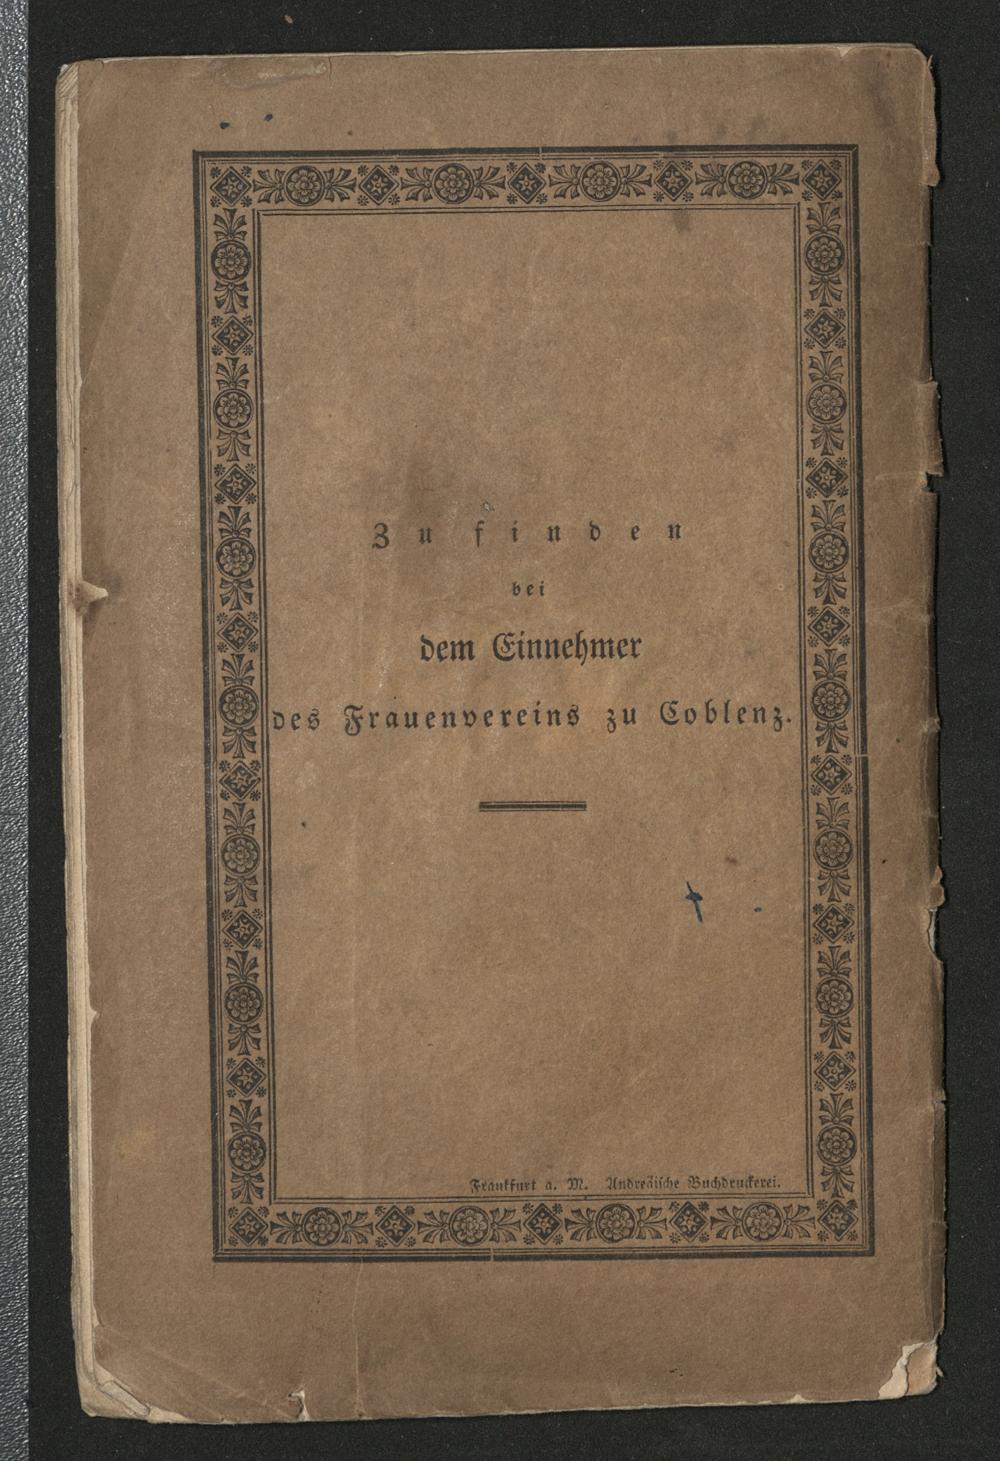 Zu finden
bei
dem Einnehmer
des Frauenvereins zu Coblenz.
Frankfurt a. M. Andreäische Buchdruckerei.